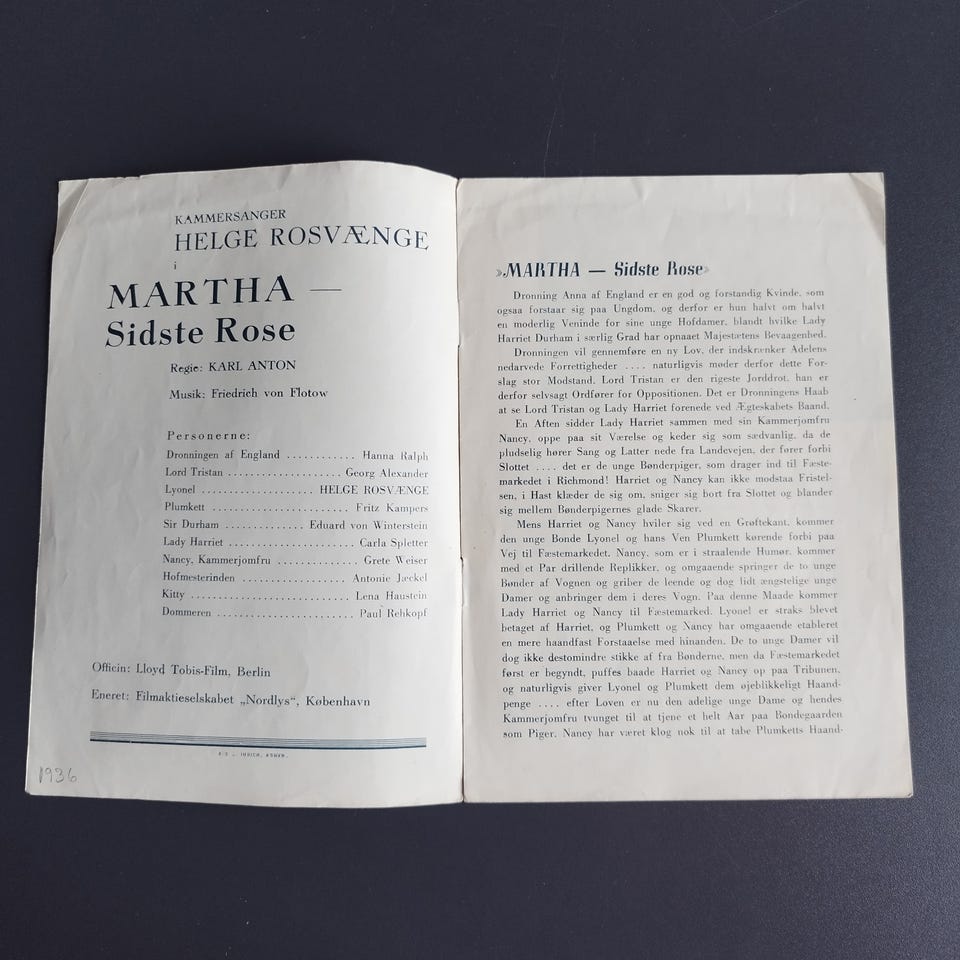 KAMMERSANGER
HELGE ROSVÆNGE
i
MARTHA —
Sidste Rose
Regie: KARL ANTON
Musik: Friedrich von Flotow
Personerne:
Dronningen af England ............ Hanna Ralph
Lord Tristan ........................ Georg Alexander
Lyonel .................... HELGE ROSVÆNGE
Plumkett ........................ Fritz Kampers
Sir Durham .............. Eduard von Winterstein
Lady Harriet ...................... Carla Spletter
Nancy, Kammerjomfru .............. Grete Weiser
Hofmesterinden .................. Antonie Jæckel
Kitty ............................ Lena Haustein
Dommeren ........................ Paul Rehkopf
Officin: Lloyd Tobis-Film, Berlin
Eneret: Filmaktieselskabet „Nordlys“, København
1936
»MARTHA — Sidste Rose»
Dronning Anna af England er en god og forstandig Kvinde, som
ogsaa forstaar sig paa Ungdom, og derfor er hun halvt om halvt
en moderlig Veninde for sine unge Hofdamer, blandt hvilke Lady
Harriet Durham i særlig Grad har opnaaet Majestætens Bevaagenhed.
Dronningen vil gennemføre en ny Lov, der indskrænker Adelens
nedarvede Forrettigheder .... naturligvis møder derfor dette For-
slag stor Modstand. Lord Tristan er den rigeste Jorddrot, han er
derfor selvsagt Ordfører for Oppositionen. Det er Dronningens Haab
at se Lord Tristan og Lady Harriet forenede ved Ægteskabets Baand.
En Aften sidder Lady Harriet sammen med sin Kammerjomfru
Nancy, oppe paa sit Værelse og keder sig som sædvanlig, da de
pludselig hører Sang og Latter nede fra Landevejen, der fører forbi
Slottet .... det er de unge Bønderpiger, som drager ind til Fæste-
markedet i Richmond! Harriet og Nancy kan ikke modstaa Fristel-
sen, i Hast klæder de sig om, sniger sig bort fra Slottet og blander
sig mellem Bønderpigernes glade Skarer.
Mens Harriet og Nancy hviler sig ved en Grøftekant, kommer
den unge Bonde Lyonel og hans Ven Plumkett kørende forbi paa
Vej til Fæstemarkedet. Nancy, som er i straalende Humør, kommer
med et Par drillende Replikker, og omgaaende springer de to unge
Bønder af Vognen og griber de leende og dog lidt ængstelige unge
Damer og anbringer dem i deres Vogn. Paa denne Maade kommer
Lady Harriet og Nancy til Fæstemarked. Lyonel er straks blevet
betaget af Harriet, og Plumkett og Nancy har omgaaende etableret
en mere haandfast Forstaaelse med hinanden. De to unge Damer vil
dog ikke destomindre stikke af fra Bønderne, men da Fæstemarkedet
først er begyndt, puffes baade Harriet og Nancy op paa Tribunen,
og naturligvis giver Lyonel og Plumkett dem øjeblikkeligt Haand-
penge .... efter Loven er nu den adelige unge Dame og hendes
Kammerjomfru tvunget til at tjene et helt Aar paa Bondegaarden
som Piger. Nancy har været klog nok til at tabe Plumketts Haand-